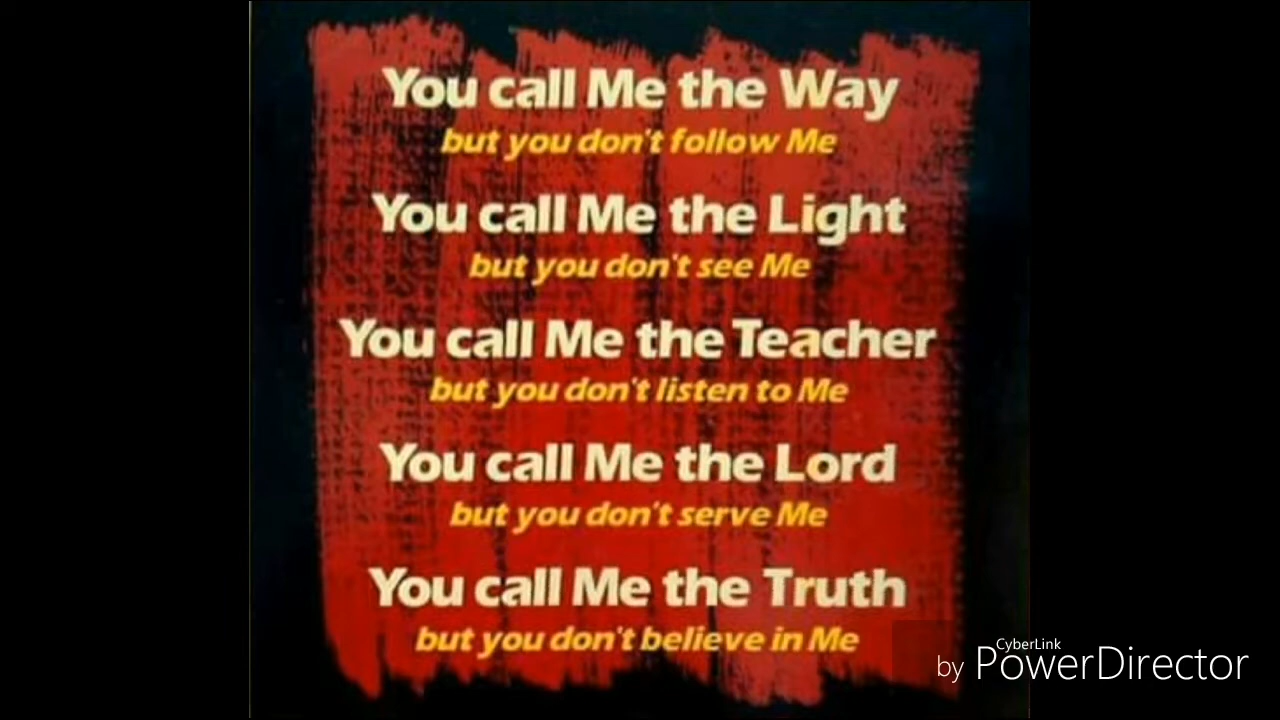 You call Me the Way
but you don't follow Me
You call Me the Light
but you don't see Me
You call Me the Teacher
but you don't listen to Me
You call Me the Lord
but you don't serve Me
You call Me the Truth
but you don't believe in Me
CyberLink
by PowerDirector